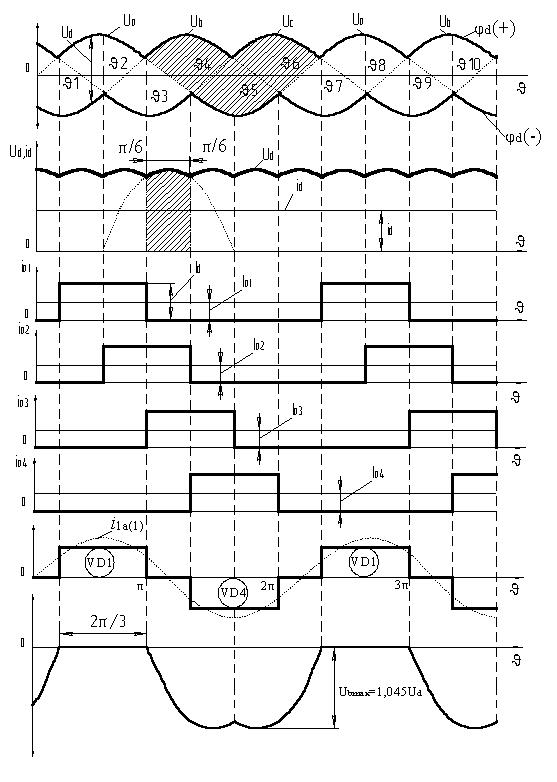 Ud Ua Ub Uc Ua Ub φd(+)
0 ϑ1 ϑ2 ϑ3 ϑ4 ϑ5 ϑ6 ϑ7 ϑ8 ϑ9 ϑ10 ϑ
φd(-)
Ud,id π/6 π/6 Ud
id
id
0 ϑ
iв1 Id Iв1
0 ϑ
iв2
Iв2
0 ϑ
iв3
Iв3
0 ϑ
iв4
Iв4
0 ϑ
i1a(1)
VD1 VD1
0 π 2π 3π
VD4
2π/3
0 ϑ
Ubmax=1,045Ud